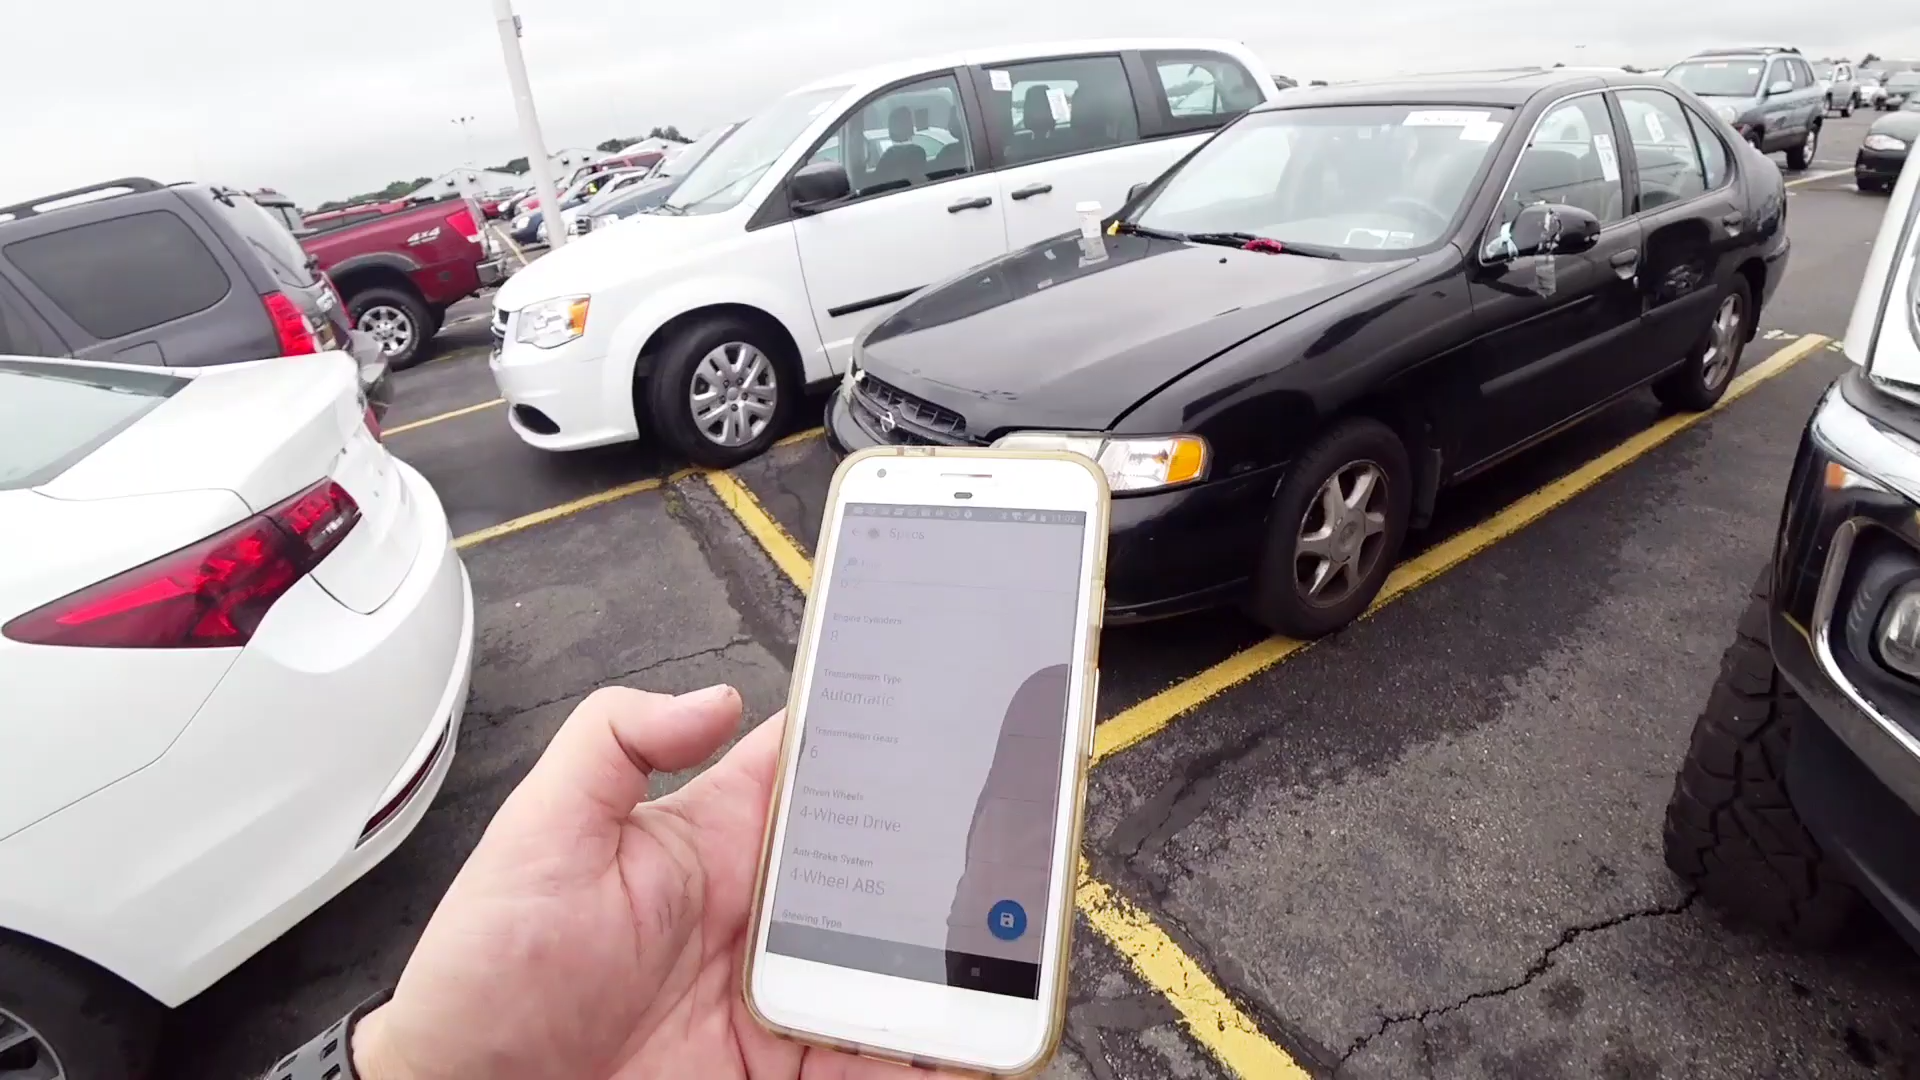 4x4
Specs
Engine Cylinders
8
Transmission Type
Automatic
Transmission Gears
6
Driven Wheels
4-Wheel Drive
Anti-Brake System
4-Wheel ABS
Steering Type